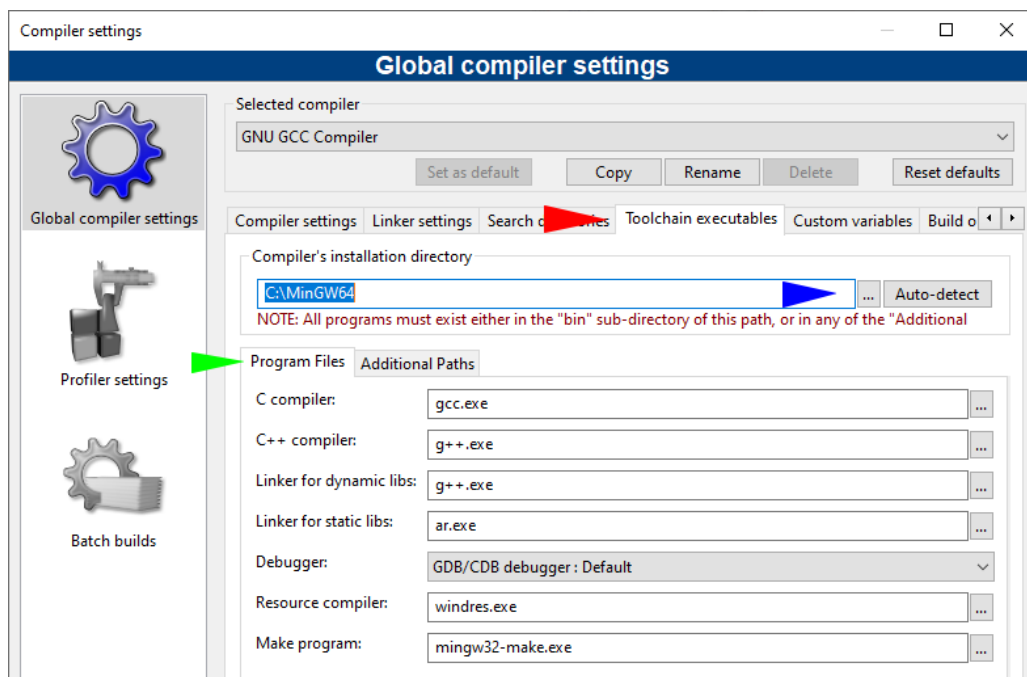 Compiler settings
Global compiler settings
Global compiler settings
Profiler settings
Batch builds
Selected compiler
GNU GCC Compiler
Set as default Copy Rename Delete Reset defaults
Compiler settings Linker settings Search Toolchain executables Custom variables Build o
Compiler's installation directory
C:\MinGW64 ... Auto-detect
NOTE: All programs must exist either in the "bin" sub-directory of this path, or in any of the "Additional
Program Files Additional Paths
C compiler: gcc.exe ...
C++ compiler: g++.exe ...
Linker for dynamic libs: g++.exe ...
Linker for static libs: ar.exe ...
Debugger: GDB/CDB debugger : Default
Resource compiler: windres.exe ...
Make program: mingw32-make.exe ...